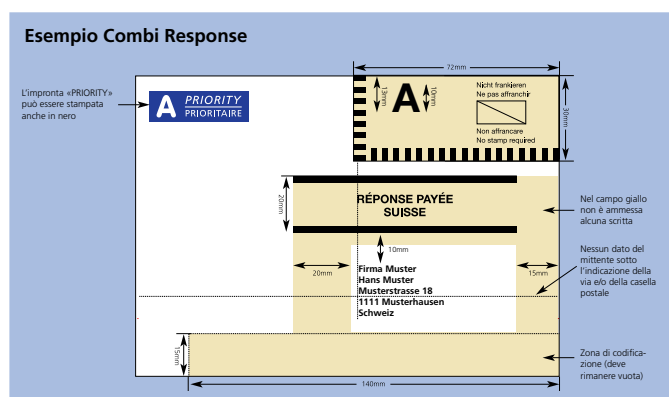 Esempio Combi Response
72mm
L'impronta «PRIORITY»
può essere stampata
anche in nero
A PRIORITY
PRIORITAIRE
13mm
A
10mm
Nicht frankieren
Ne pas affranchir
Non affrancare
No stamp required
30mm
20mm
RÉPONSE PAYÉE
SUISSE
Nel campo giallo
non è ammessa
alcuna scritta
10mm
20mm
15mm
Firma Muster
Hans Muster
Musterstrasse 18
1111 Musterhausen
Schweiz
Nessun dato del
mittente sotto
l'indicazione della
via e/o della casella
postale
15mm
Zona di codifica-
zione (deve
rimanere vuota)
140mm